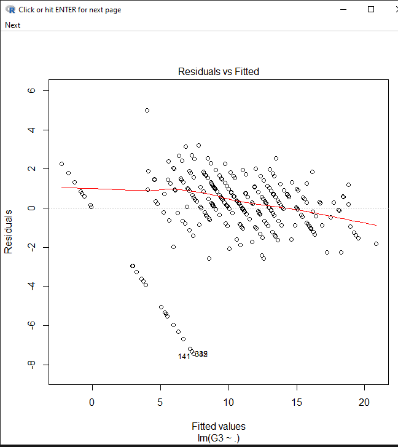 Click or hit ENTER for next page
Next
Residuals vs Fitted
6
4
2
0
-2
-4
-6
-8
Residuals
141
0
5
10
15
20
Fitted values
lm(G3 ~ .)